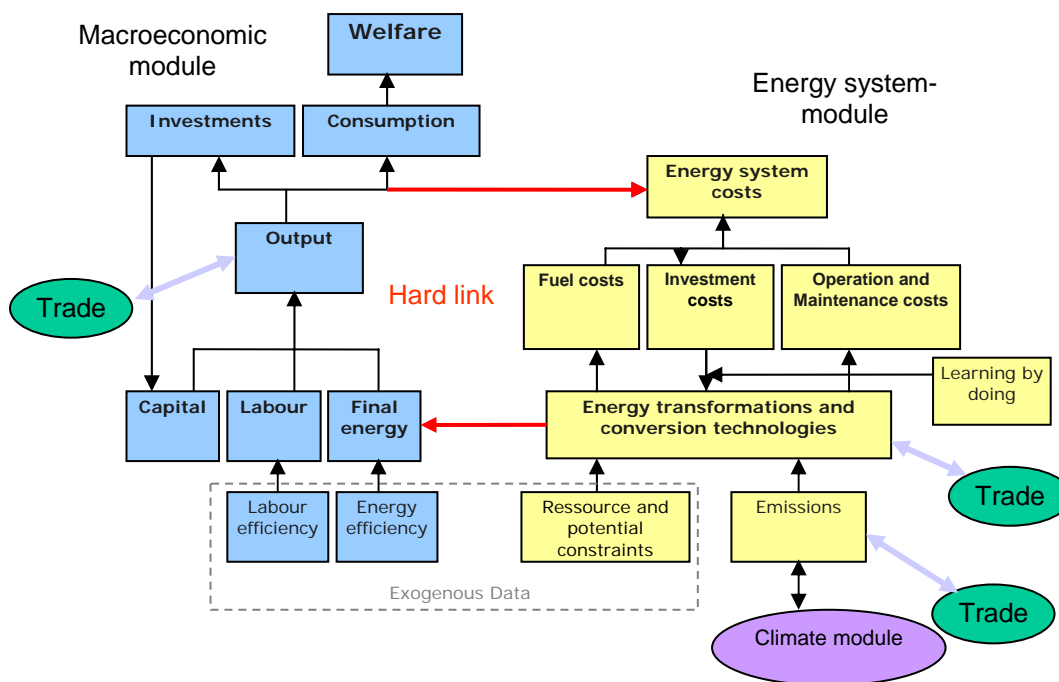 Macroeconomic
module
Welfare
Energy system-
module
Investments
Consumption
Energy system
costs
Output
Trade
Hard link
Fuel costs
Investment
costs
Operation and
Maintenance costs
Learning by
doing
Capital
Labour
Final
energy
Energy transformations and
conversion technologies
Trade
Labour
efficiency
Energy
efficiency
Ressource and
potential
constraints
Emissions
Exogenous Data
Trade
Climate module